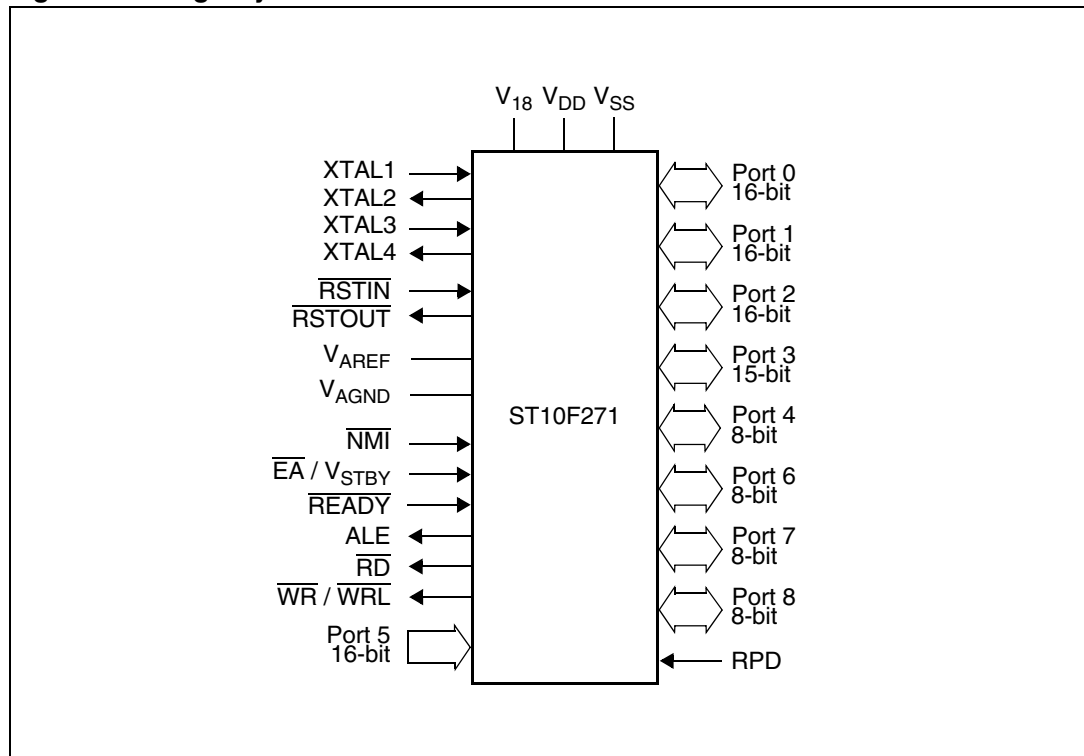 V18 VDD VSS
XTAL1
XTAL2
XTAL3
XTAL4
RSTIN
RSTOUT
VAREF
VAGND
NMI
EA / VSTBY
READY
ALE
RD
WR / WRL
Port 5
16-bit
ST10F271
Port 0
16-bit
Port 1
16-bit
Port 2
16-bit
Port 3
15-bit
Port 4
8-bit
Port 6
8-bit
Port 7
8-bit
Port 8
8-bit
RPD